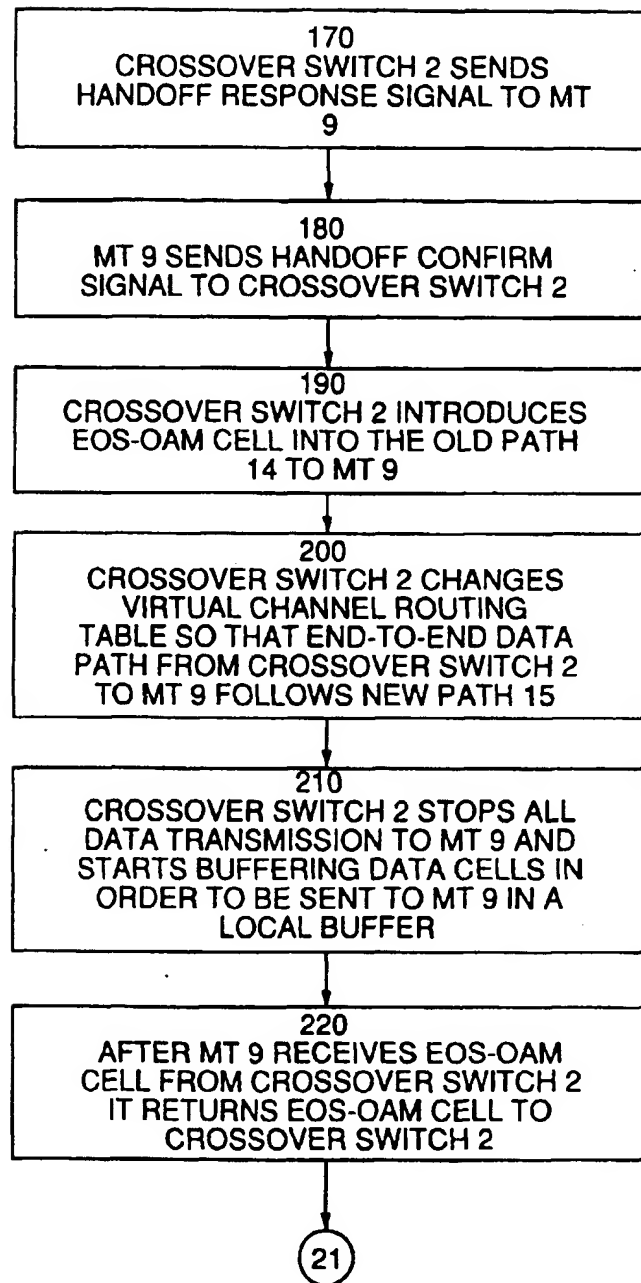 170
CROSSOVER SWITCH 2 SENDS
HANDOFF RESPONSE SIGNAL TO MT
9
180
MT 9 SENDS HANDOFF CONFIRM
SIGNAL TO CROSSOVER SWITCH 2
190
CROSSOVER SWITCH 2 INTRODUCES
EOS-OAM CELL INTO THE OLD PATH
14 TO MT 9
200
CROSSOVER SWITCH 2 CHANGES
VIRTUAL CHANNEL ROUTING
TABLE SO THAT END-TO-END DATA
PATH FROM CROSSOVER SWITCH 2
TO MT 9 FOLLOWS NEW PATH 15
210
CROSSOVER SWITCH 2 STOPS ALL
DATA TRANSMISSION TO MT 9 AND
STARTS BUFFERING DATA CELLS IN
ORDER TO BE SENT TO MT 9 IN A
LOCAL BUFFER
220
AFTER MT 9 RECEIVES EOS-OAM
CELL FROM CROSSOVER SWITCH 2
IT RETURNS EOS-OAM CELL TO
CROSSOVER SWITCH 2
21